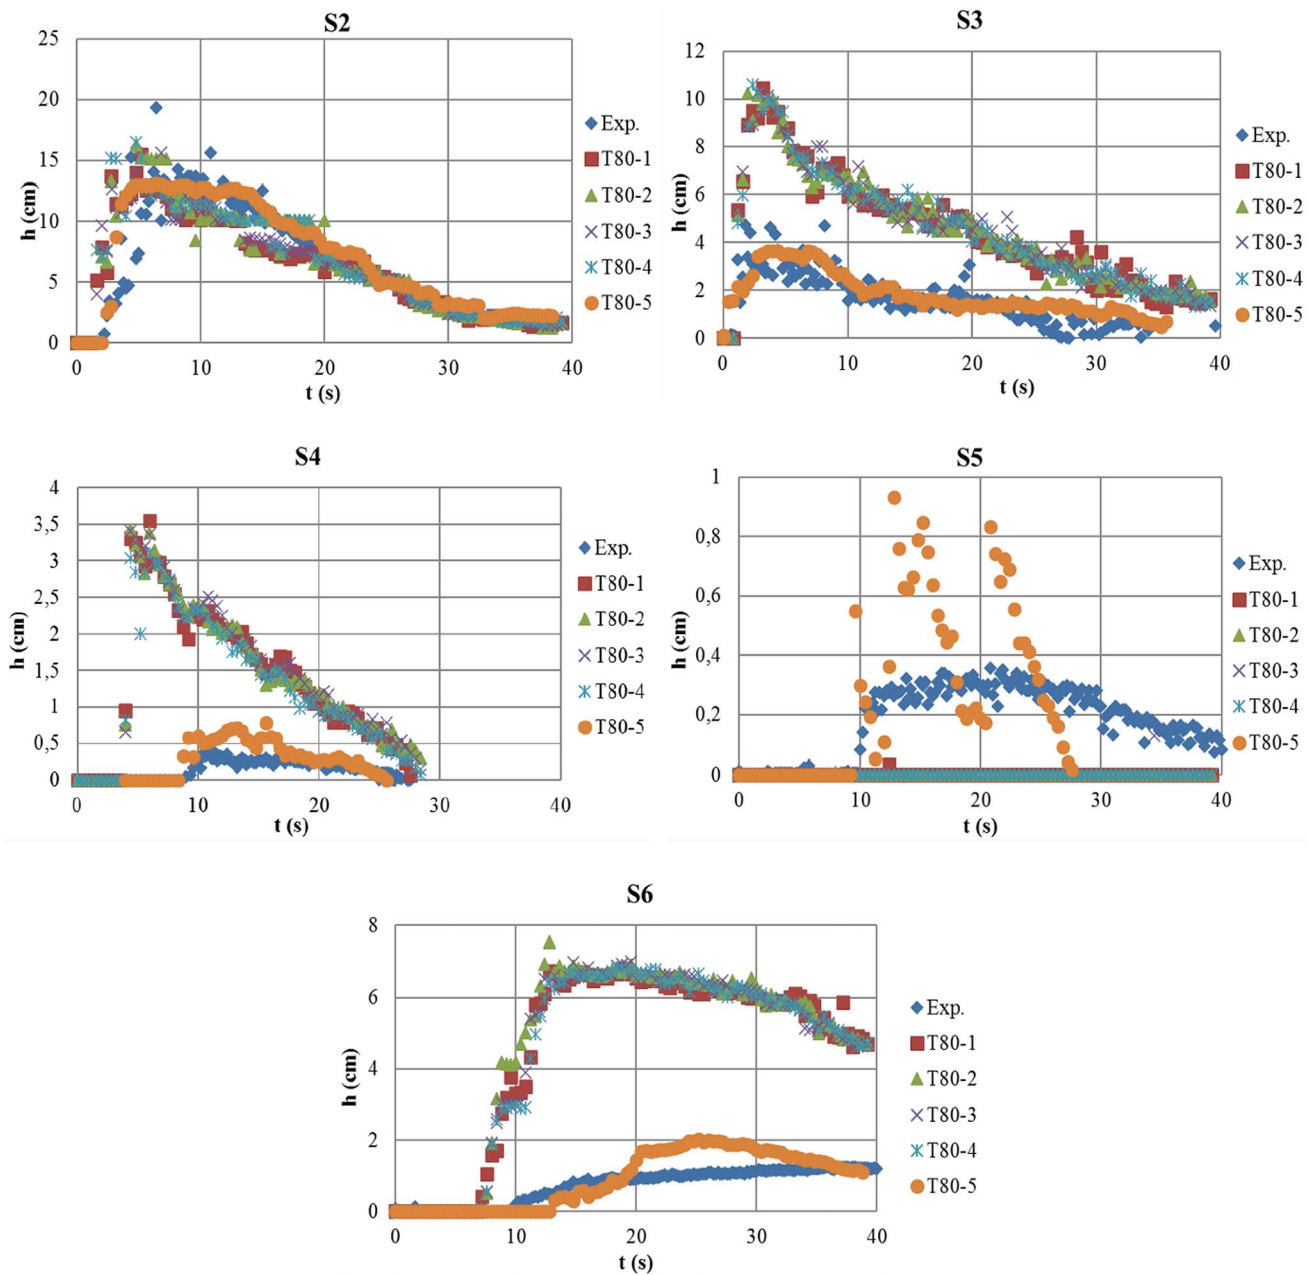 S2
25
20
15
10
5
0
10 20 30 40
h (cm)
t (s)
Exp.
T80-1
T80-2
T80-3
T80-4
T80-5
S3
12
10
8
6
4
2
0
0 10 20 30 40
h (cm)
t (s)
Exp.
T80-1
T80-2
T80-3
T80-4
T80-5
S4
4
3,5
3
2,5
2
1,5
1
0,5
0
0 10 20 30 40
h (cm)
t (s)
Exp.
T80-1
T80-2
T80-3
T80-4
T80-5
S5
1
0,8
0,6
0,4
0,2
0
0 10 20 30 40
h (cm)
t (s)
Exp.
T80-1
T80-2
T80-3
T80-4
T80-5
S6
8
6
4
2
0
0 10 20 30 40
h (cm)
t (s)
Exp.
T80-1
T80-2
T80-3
T80-4
T80-5